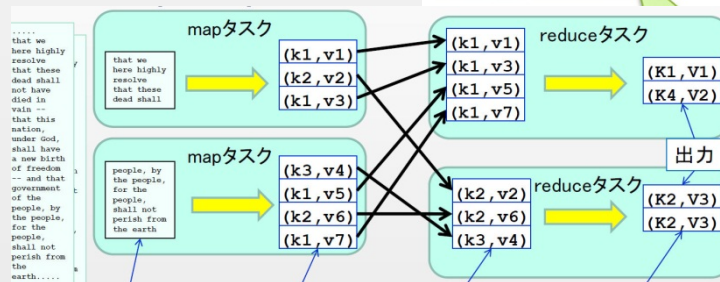 .....
that we
here highly
resolve
that these
dead shall
not have
died in
vain --
that this
nation,
under God,
shall have
a new birth
of freedom
-- and that
government
of the
people, by
the people,
for the
people,
shall not
perish from
the
earth.....
mapタスク
that we
here highly
resolve
that these
dead shall
(k1,v1)
(k2,v2)
(k1,v3)
mapタスク
people, by
the people,
for the
people,
shall not
perish from
the earth
(k3,v4)
(k1,v5)
(k2,v6)
(k1,v7)
reduceタスク
(k1,v1)
(k1,v3)
(k1,v5)
(k1,v7)
(K1,V1)
(K4,V2)
出力
reduceタスク
(k2,v2)
(k2,v6)
(k3,v4)
(K2,V3)
(K2,V3)